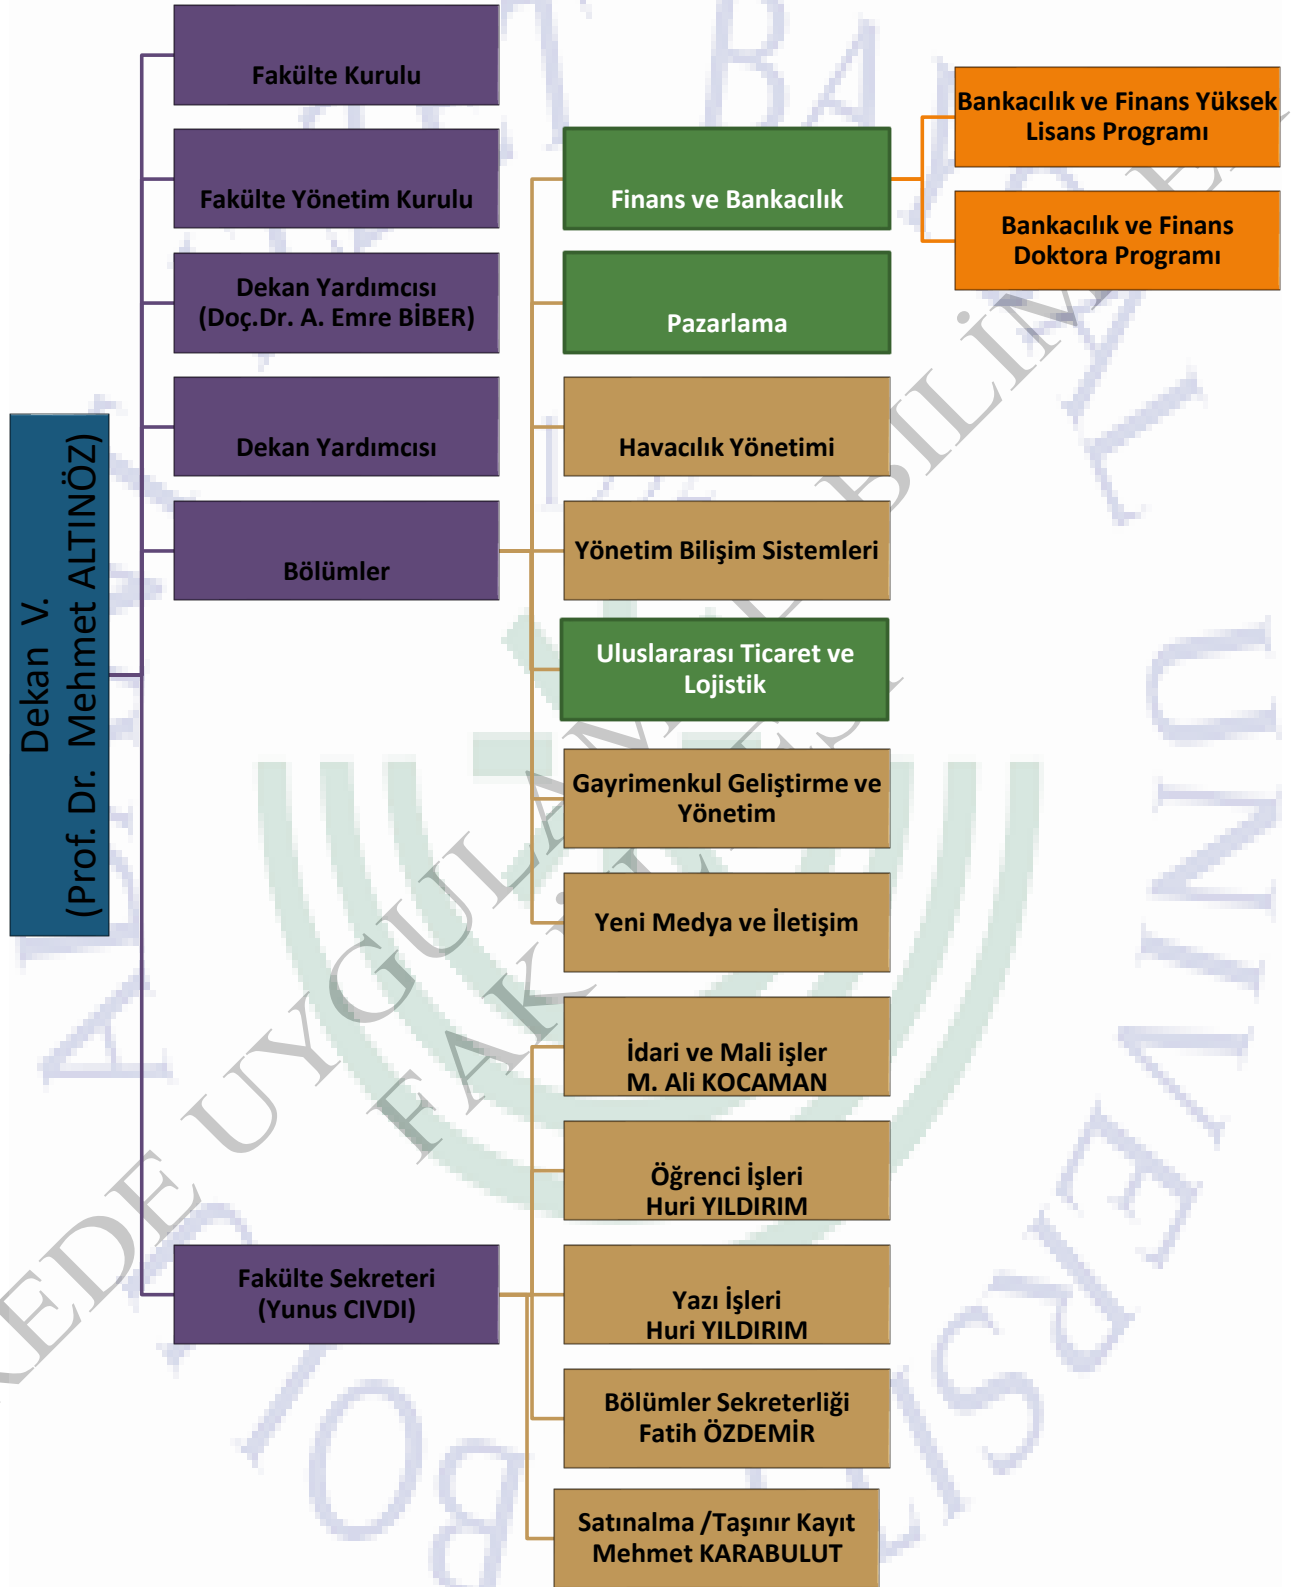 Dekan V.
(Prof. Dr. Mehmet ALTINÖZ)
Fakülte Kurulu
Fakülte Yönetim Kurulu
Dekan Yardımcısı
(Doç.Dr. A. Emre BİBER)
Dekan Yardımcısı
Bölümler
Finans ve Bankacılık
Bankacılık ve Finans Yüksek
Lisans Programı
Bankacılık ve Finans
Doktora Programı
Pazarlama
Havacılık Yönetimi
Yönetim Bilişim Sistemleri
Uluslararası Ticaret ve
Lojistik
Gayrimenkul Geliştirme ve
Yönetim
Yeni Medya ve İletişim
Fakülte Sekreteri
(Yunus CIVDI)
İdari ve Mali işler
M. Ali KOCAMAN
Öğrenci İşleri
Huri YILDIRIM
Yazı İşleri
Huri YILDIRIM
Bölümler Sekreterliği
Fatih ÖZDEMİR
Satınalma /Taşınır Kayıt
Mehmet KARABULUT